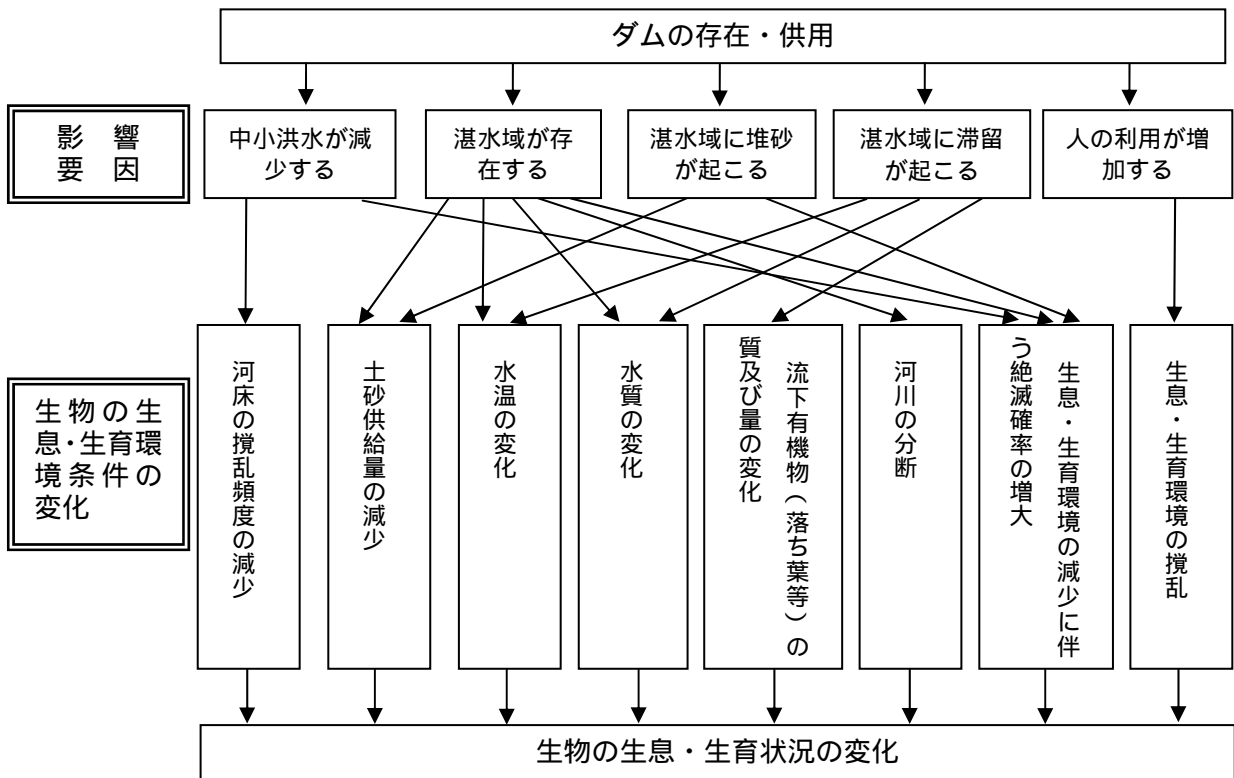 ダムの存在・供用
影響
要因
中小洪水が減
少する
湛水域が存
在する
湛水域に堆砂
が起こる
湛水域に滞留
が起こる
人の利用が増
加する
生物の生
息・生育環
境条件の
変化
河床の撹乱頻度の減少
土砂供給量の減少
水温の変化
水質の変化
流下有機物（落ち葉等）の
質及び量の変化
河川の分断
生息・生育環境の減少に伴
う絶滅確率の増大
生息・生育環境の撹乱
生物の生息・生育状況の変化